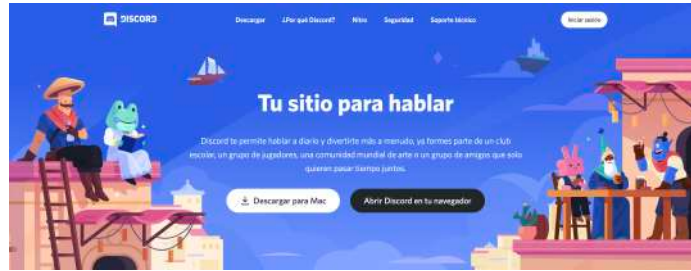 DISCORD
Descargar ¿Por qué Discord? Nitro Seguridad Soporte técnico
Iniciar sesión
Tu sitio para hablar
Discord te permite hablar a diario y divertirte más a menudo, ya formes parte de un club
escolar, un grupo de jugadores, una comunidad mundial de arte o un grupo de amigos que solo
quieran pasar tiempo juntos.
Descargar para Mac
Abrir Discord en tu navegador